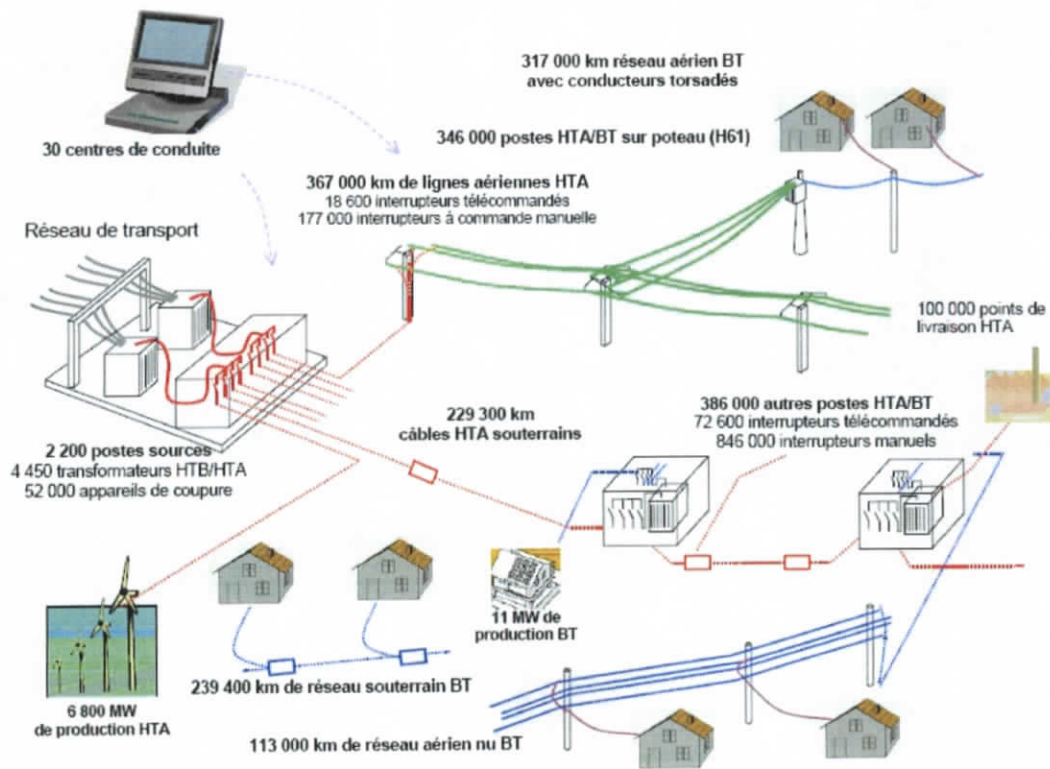 317 000 km réseau aérien BT
avec conducteurs torsadés
30 centres de conduite
346 000 postes HTA/BT sur poteau (H61)
367 000 km de lignes aériennes HTA
18 600 interrupteurs télécommandés
177 000 interrupteurs à commande manuelle
Réseau de transport
100 000 points de
livraison HTA
229 300 km
câbles HTA souterrains
386 000 autres postes HTA/BT
72 600 interrupteurs télécommandés
846 000 interrupteurs manuels
2 200 postes sources
4 450 transformateurs HTB/HTA
52 000 appareils de coupure
11 MW de
production BT
239 400 km de réseau souterrain BT
6 800 MW
de production HTA
113 000 km de réseau aérien nu BT